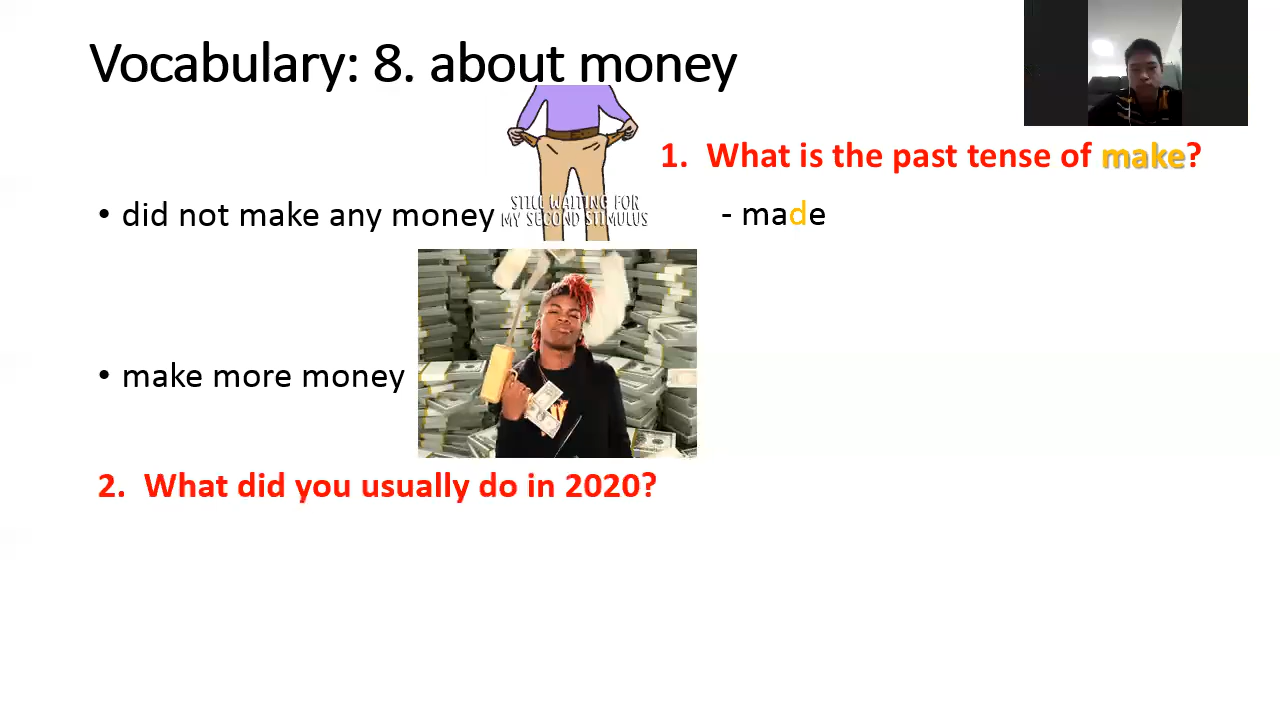 Vocabulary: 8. about money
1. What is the past tense of make?
• did not make any money
STILL WAITING FOR
MY SECOND STIMULUS
- made
• make more money
2. What did you usually do in 2020?